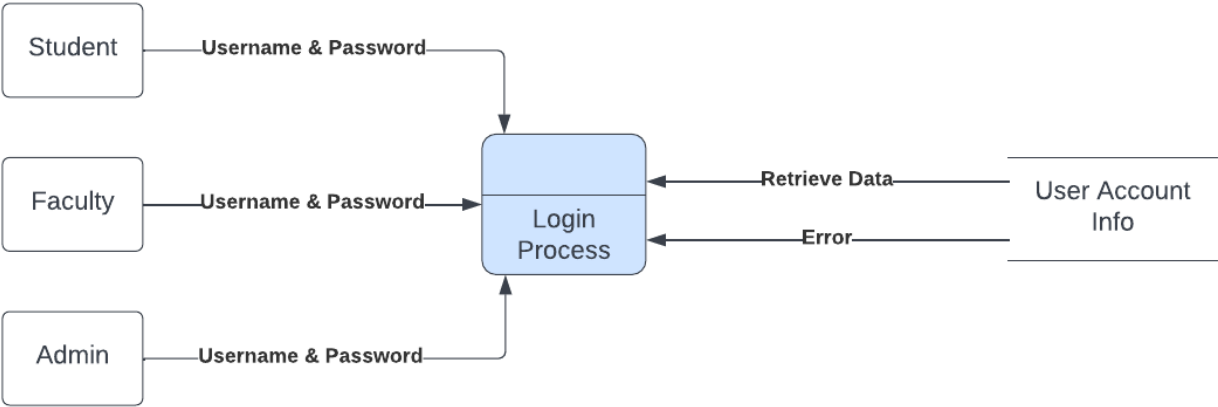 Student
Username & Password
Faculty
Username & Password
Login
Process
Retrieve Data
Error
User Account
Info
Admin
Username & Password